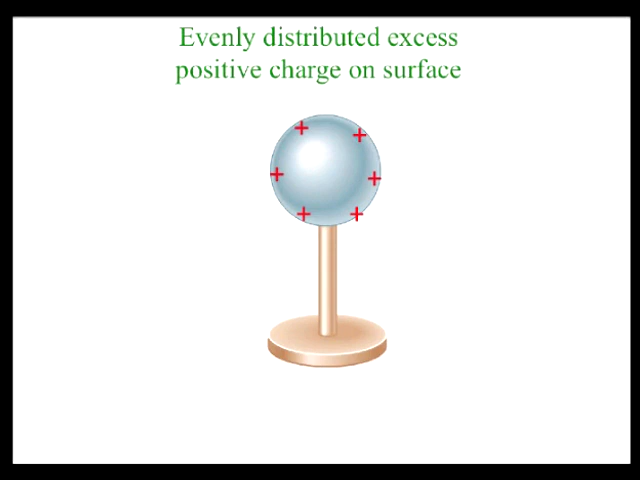 Evenly distributed excess
positive charge on surface
+ +
+ +
+ +